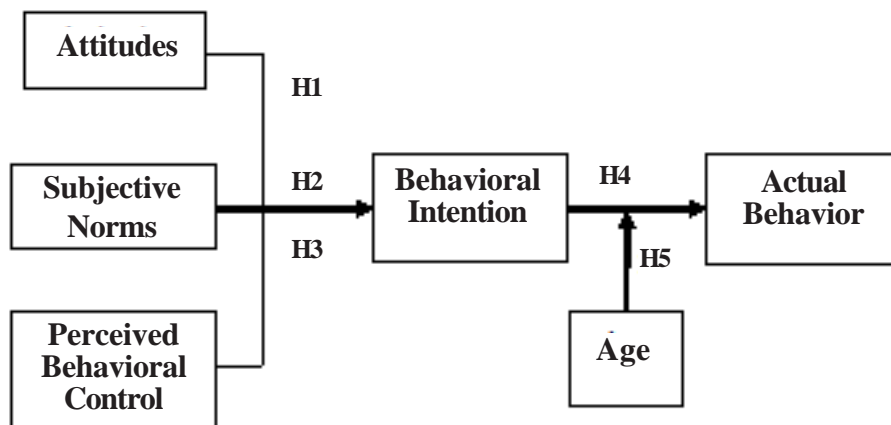 Attitudes
H1
Subjective
Norms
H2
H3
Perceived
Behavioral
Control
Behavioral
Intention
H4
Actual
Behavior
H5
Age